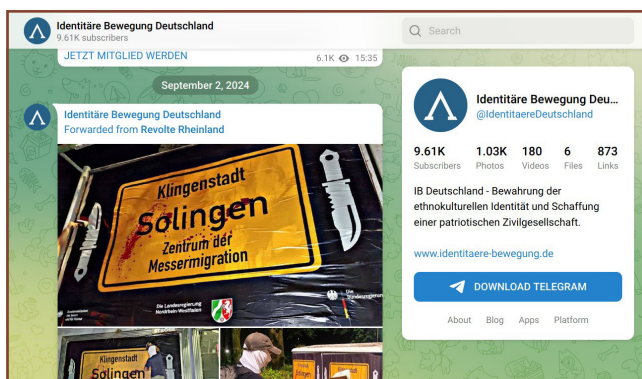 Identitäre Bewegung Deutschland
9.61K subscribers
Search
JETZT MITGLIED WERDEN
6.1K 15:35
September 2, 2024
Identitäre Bewegung Deutschland
Forwarded from Revolte Rheinland
Klingenstadt
Solingen
Zentrum der
Messermigration
Die Landesregierung
Nordrhein-Westfalen
Die
Bundesregierung
Klingenstadt
Solingen
Identitäre Bewegung Deu...
@IdentitaereDeutschland
9.61K 1.03K 180 6 873
Subscribers Photos Videos Files Links
IB Deutschland - Bewahrung der
ethnokulturellen Identität und Schaffung
einer patriotischen Zivilgesellschaft.
www.identitaere-bewegung.de
DOWNLOAD TELEGRAM
About Blog Apps Platform